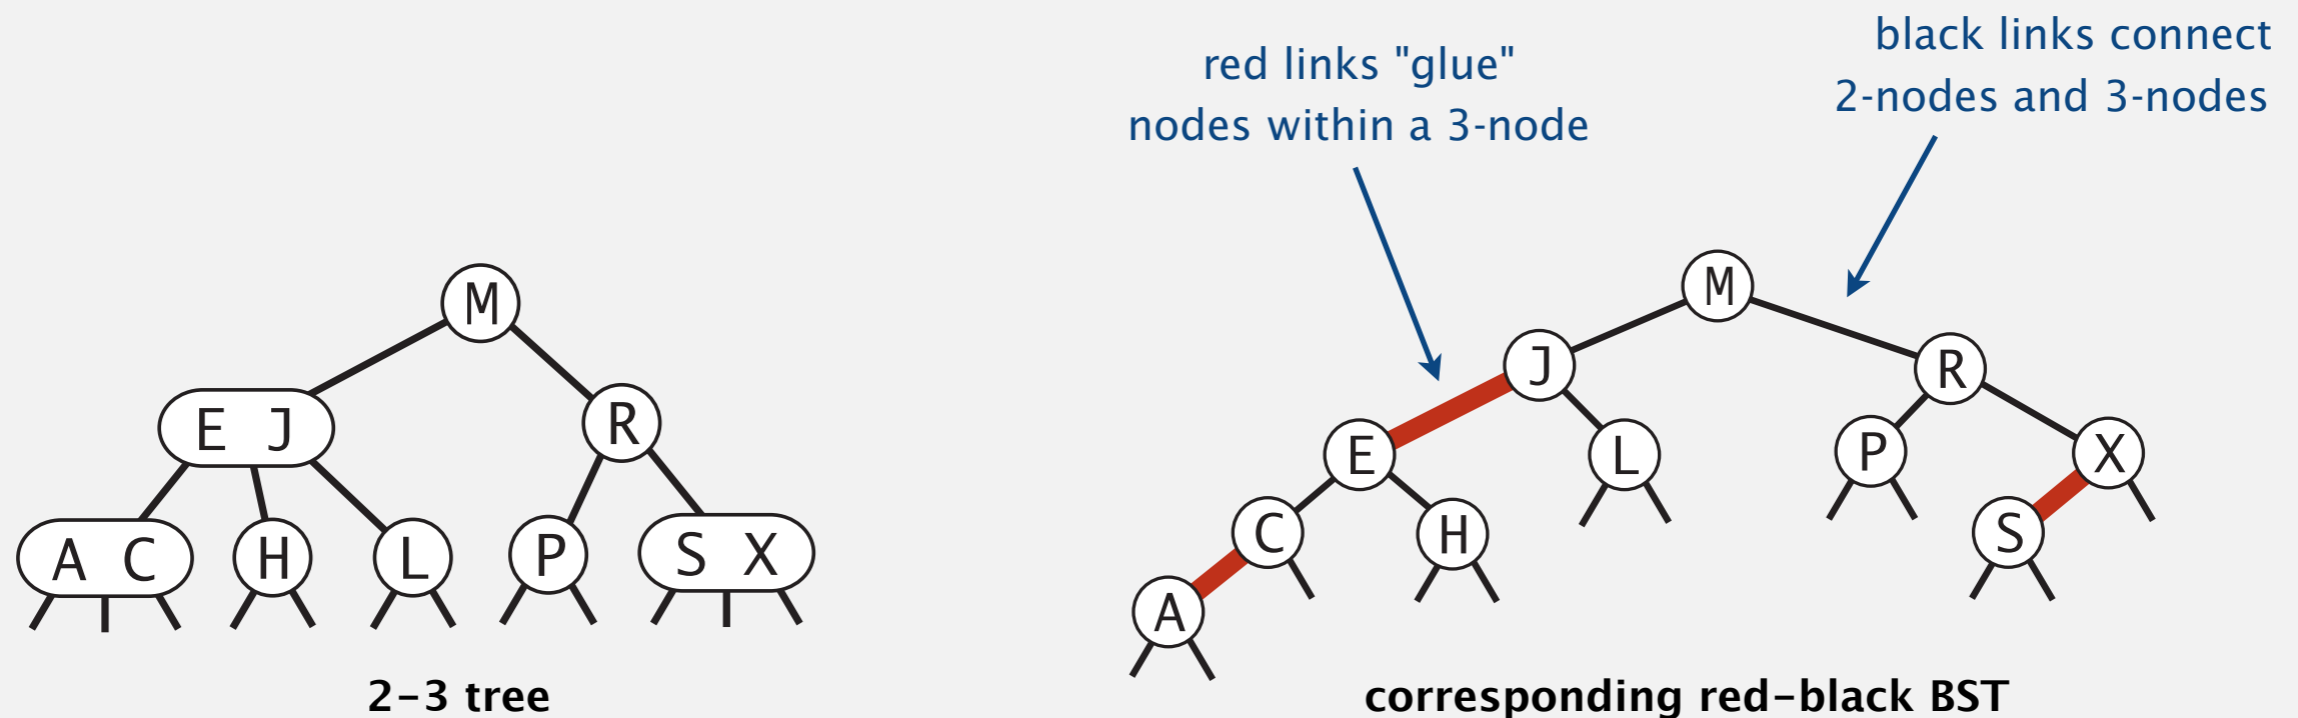 red links "glue"
nodes within a 3-node
black links connect
2-nodes and 3-nodes
M
E J
R
A C
H
L
P
S X
2-3 tree
M
J
R
E
L
P
X
C
H
S
A
corresponding red-black BST